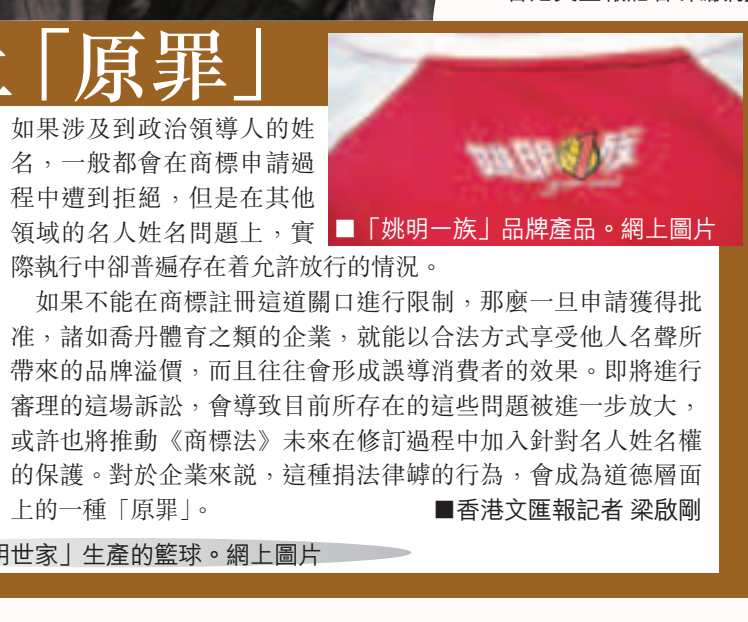 「原罪」
如果涉及到政治領導人的姓
名，一般都會在商標申請過
程中遭到拒絕，但是在其他
領域的名人姓名問題上，實
際執行中卻普遍存在着允許放行的情況。
如果不能在商標註冊這道關口進行限制，那麼一旦申請獲得批
准，諸如喬丹體育之類的企業，就能以合法方式享受他人名聲所
帶來的品牌溢價，而且往往會形成誤導消費者的效果。即將進行
審理的這場訴訟，會導致目前所存在的這些問題被進一步放大，
或許也將推動《商標法》未來在修訂過程中加入針對名人姓名權
的保護。對於企業來說，這種捐法律罅的行為，會成為道德層面
上的一種「原罪」。
■香港文匯報記者 梁啟剛
姚明一族
■「姚明一族」品牌產品。網上圖片
明世家」生產的籃球。網上圖片